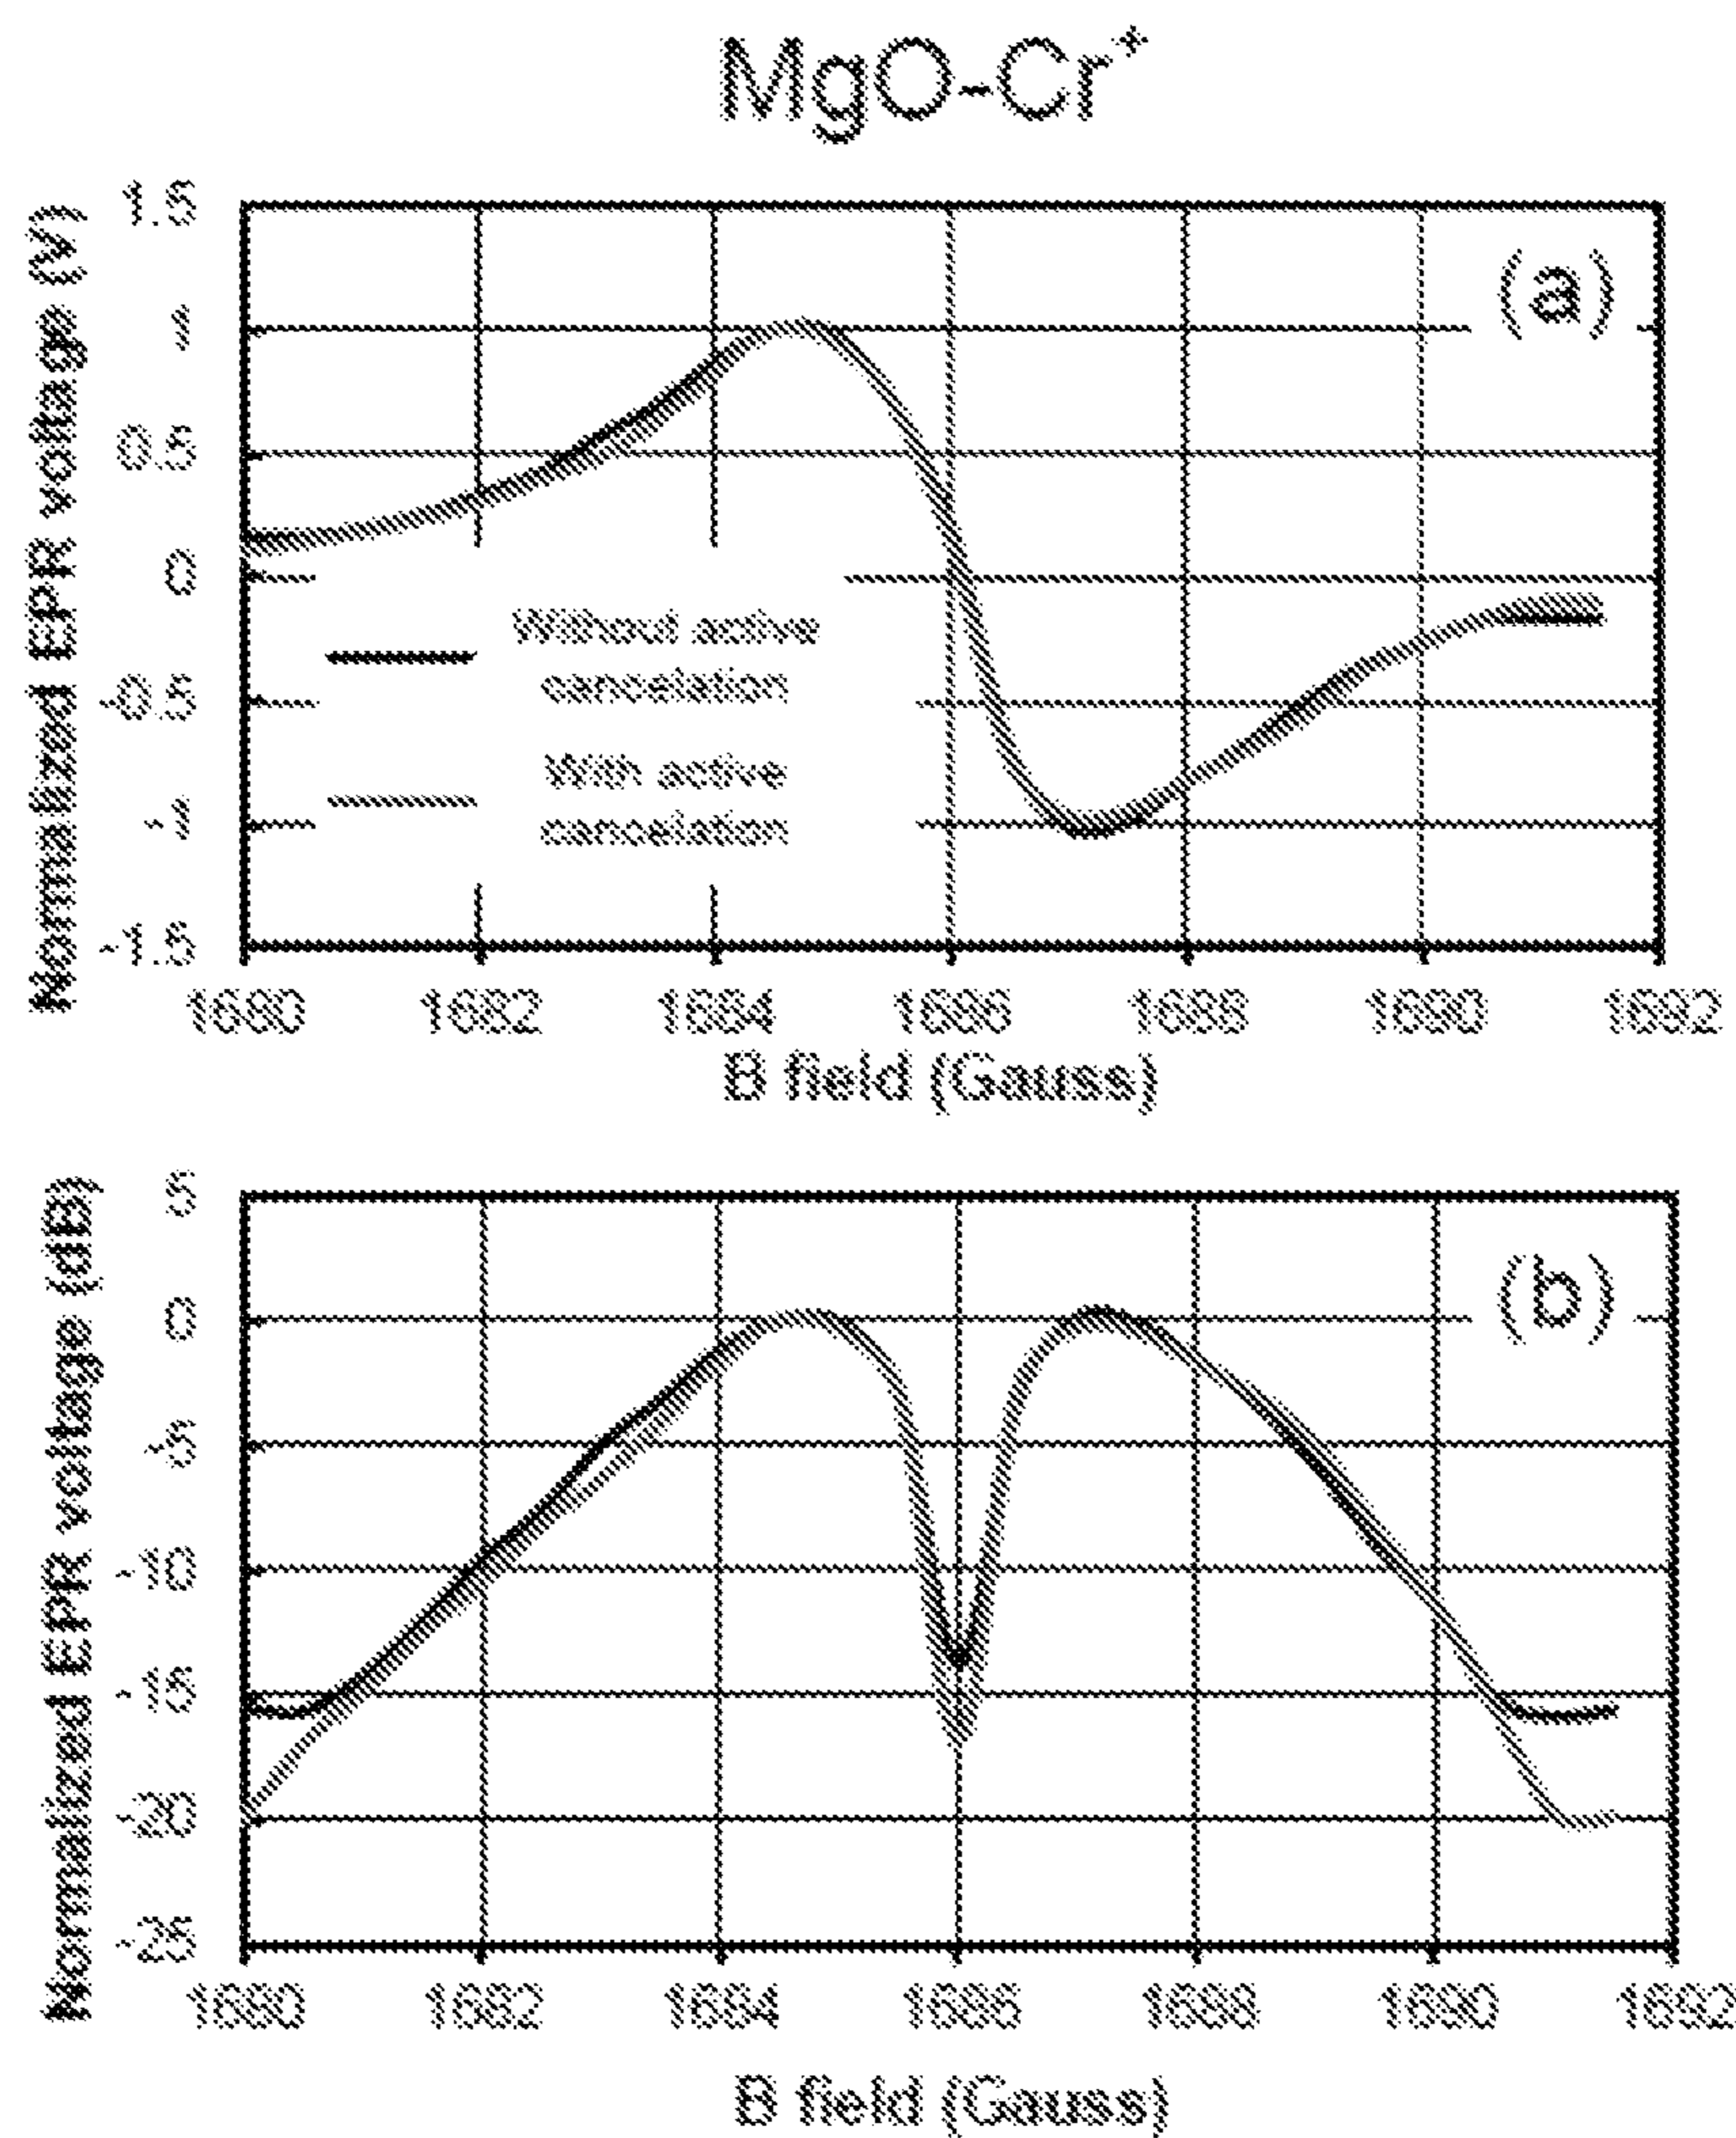 MgO-Cr⁺
Normalized EPR voltage (V)
1.5
1
0.5
0
-0.5
-1
-1.5
(a)
Without active
cancelation
With active
cancelation
1680 1682 1684 1686 1688 1690 1692
B field (Gauss)
Normalized EPR voltage (dB)
5
0
-5
-10
-15
-20
-25
(b)
1680 1682 1684 1686 1688 1690 1692
B field (Gauss)